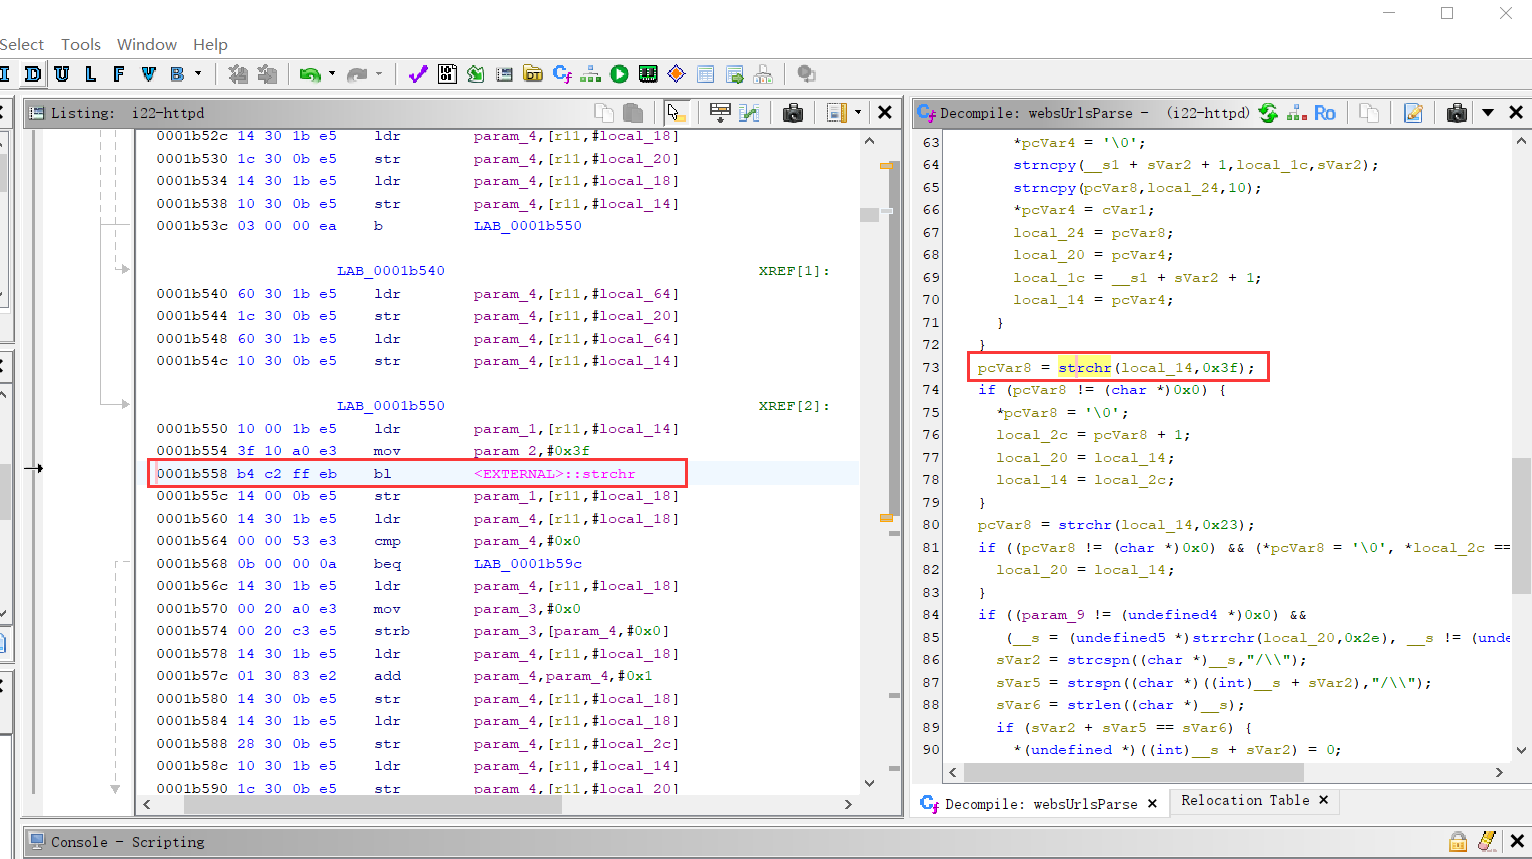 Select Tools Window Help
I D U L F V B
Listing: i22-httpd
0001b52c 14 30 1b e5 ldr param_4,[r11,#local_18]
0001b530 1c 30 0b e5 str param_4,[r11,#local_20]
0001b534 14 30 1b e5 ldr param_4,[r11,#local_18]
0001b538 10 30 0b e5 str param_4,[r11,#local_14]
0001b53c 03 00 00 ea b LAB_0001b550
LAB_0001b540 XREF[1]:
0001b540 60 30 1b e5 ldr param_4,[r11,#local_64]
0001b544 1c 30 0b e5 str param_4,[r11,#local_20]
0001b548 60 30 1b e5 ldr param_4,[r11,#local_64]
0001b54c 10 30 0b e5 str param_4,[r11,#local_14]
LAB_0001b550 XREF[2]:
0001b550 10 00 1b e5 ldr param_1,[r11,#local_14]
0001b554 3f 10 a0 e3 mov param_2,#0x3f
0001b558 b4 c2 ff eb bl <EXTERNAL>::strchr
0001b55c 14 00 0b e5 str param_1,[r11,#local_18]
0001b560 14 30 1b e5 ldr param_4,[r11,#local_18]
0001b564 00 00 53 e3 cmp param_4,#0x0
0001b568 0b 00 00 0a beq LAB_0001b59c
0001b56c 14 30 1b e5 ldr param_4,[r11,#local_18]
0001b570 00 20 a0 e3 mov param_3,#0x0
0001b574 00 20 c3 e5 strb param_3,[param_4,#0x0]
0001b578 14 30 1b e5 ldr param_4,[r11,#local_18]
0001b57c 01 30 83 e2 add param_4,param_4,#0x1
0001b580 14 30 0b e5 str param_4,[r11,#local_18]
0001b584 14 30 1b e5 ldr param_4,[r11,#local_18]
0001b588 28 30 0b e5 str param_4,[r11,#local_2c]
0001b58c 10 30 1b e5 ldr param_4,[r11,#local_14]
0001b590 1c 30 0b e5 str param_4,[r11,#local_20]
Decompile: websUrlsParse - (i22-httpd) Ro
63 *pcVar4 = '\0';
64 strncpy(__s1 + sVar2 + 1,local_1c,sVar2);
65 strncpy(pcVar8,local_24,10);
66 *pcVar4 = cVar1;
67 local_24 = pcVar8;
68 local_20 = pcVar4;
69 local_1c = __s1 + sVar2 + 1;
70 local_14 = pcVar4;
71 }
72 }
73 pcVar8 = strchr(local_14,0x3f);
74 if (pcVar8 != (char *)0x0) {
75 *pcVar8 = '\0';
76 local_2c = pcVar8 + 1;
77 local_20 = local_14;
78 local_14 = local_2c;
79 }
80 pcVar8 = strchr(local_14,0x23);
81 if ((pcVar8 != (char *)0x0) && (*pcVar8 = '\0', *local_2c ==
82 local_20 = local_14;
83 }
84 if ((param_9 != (undefined4 *)0x0) &&
85 (__s = (undefined5 *)strrchr(local_20,0x2e), __s != (unde
86 sVar2 = strcspn((char *)__s,"/\\");
87 sVar5 = strspn((char *)((int)__s + sVar2),"/\\");
88 sVar6 = strlen((char *)__s);
89 if (sVar2 + sVar5 == sVar6) {
90 *(undefined *)((int)__s + sVar2) = 0;
Decompile: websUrlsParse Relocation Table
Console - Scripting